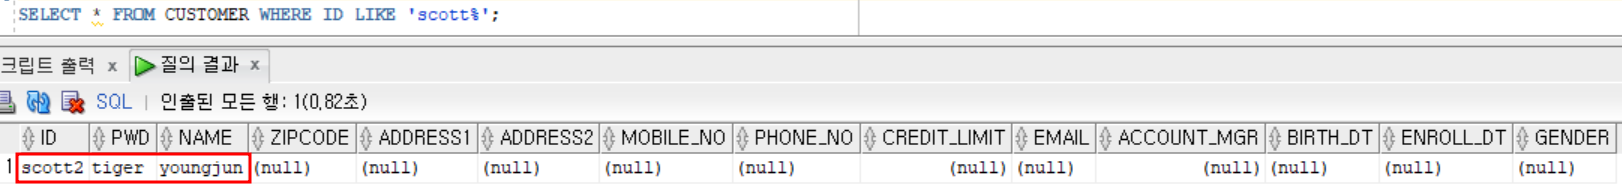 SELECT * FROM CUSTOMER WHERE ID LIKE 'scott%';
크립트 출력 × 질의 결과 ×
SQL | 인출된 모든 행: 1(0,82초)
ID PWD NAME ZIPCODE ADDRESS1 ADDRESS2 MOBILE_NO PHONE_NO CREDIT_LIMIT EMAIL ACCOUNT_MGR BIRTH_DT ENROLL_DT GENDER
1 scott2 tiger youngjun (null) (null) (null) (null) (null) (null) (null) (null) (null) (null) (null)